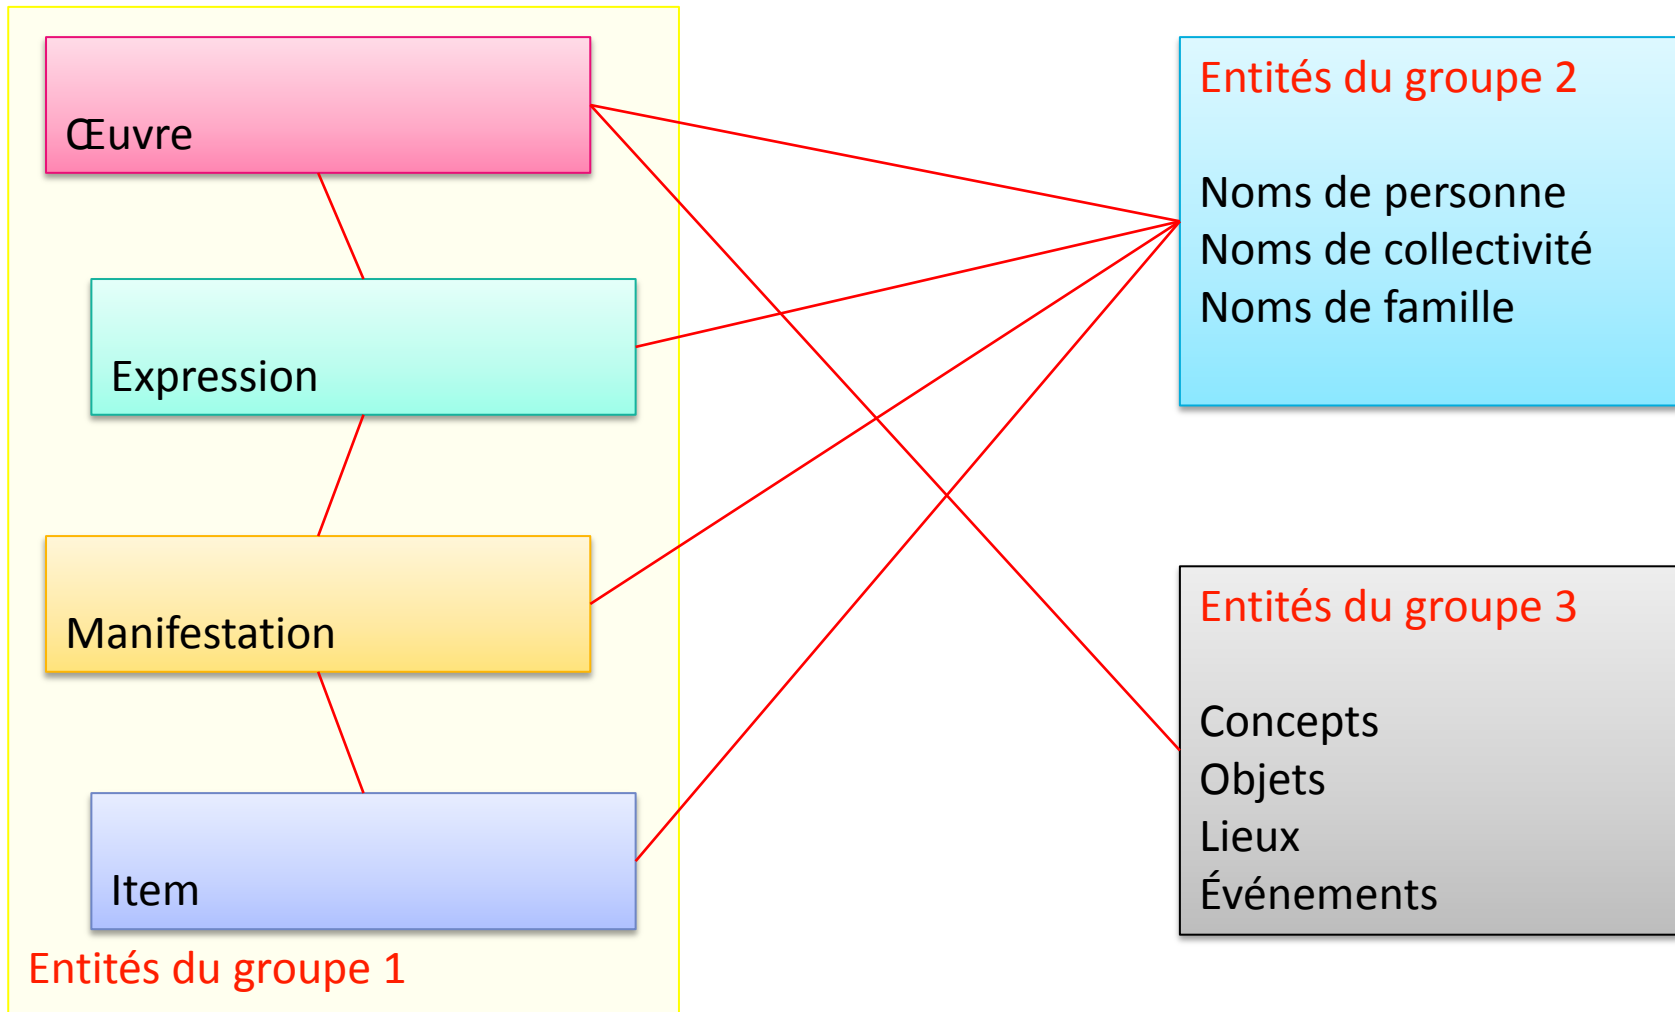 Œuvre
Expression
Manifestation
Item
Entités du groupe 1
Entités du groupe 2
Noms de personne
Noms de collectivité
Noms de famille
Entités du groupe 3
Concepts
Objets
Lieux
Événements